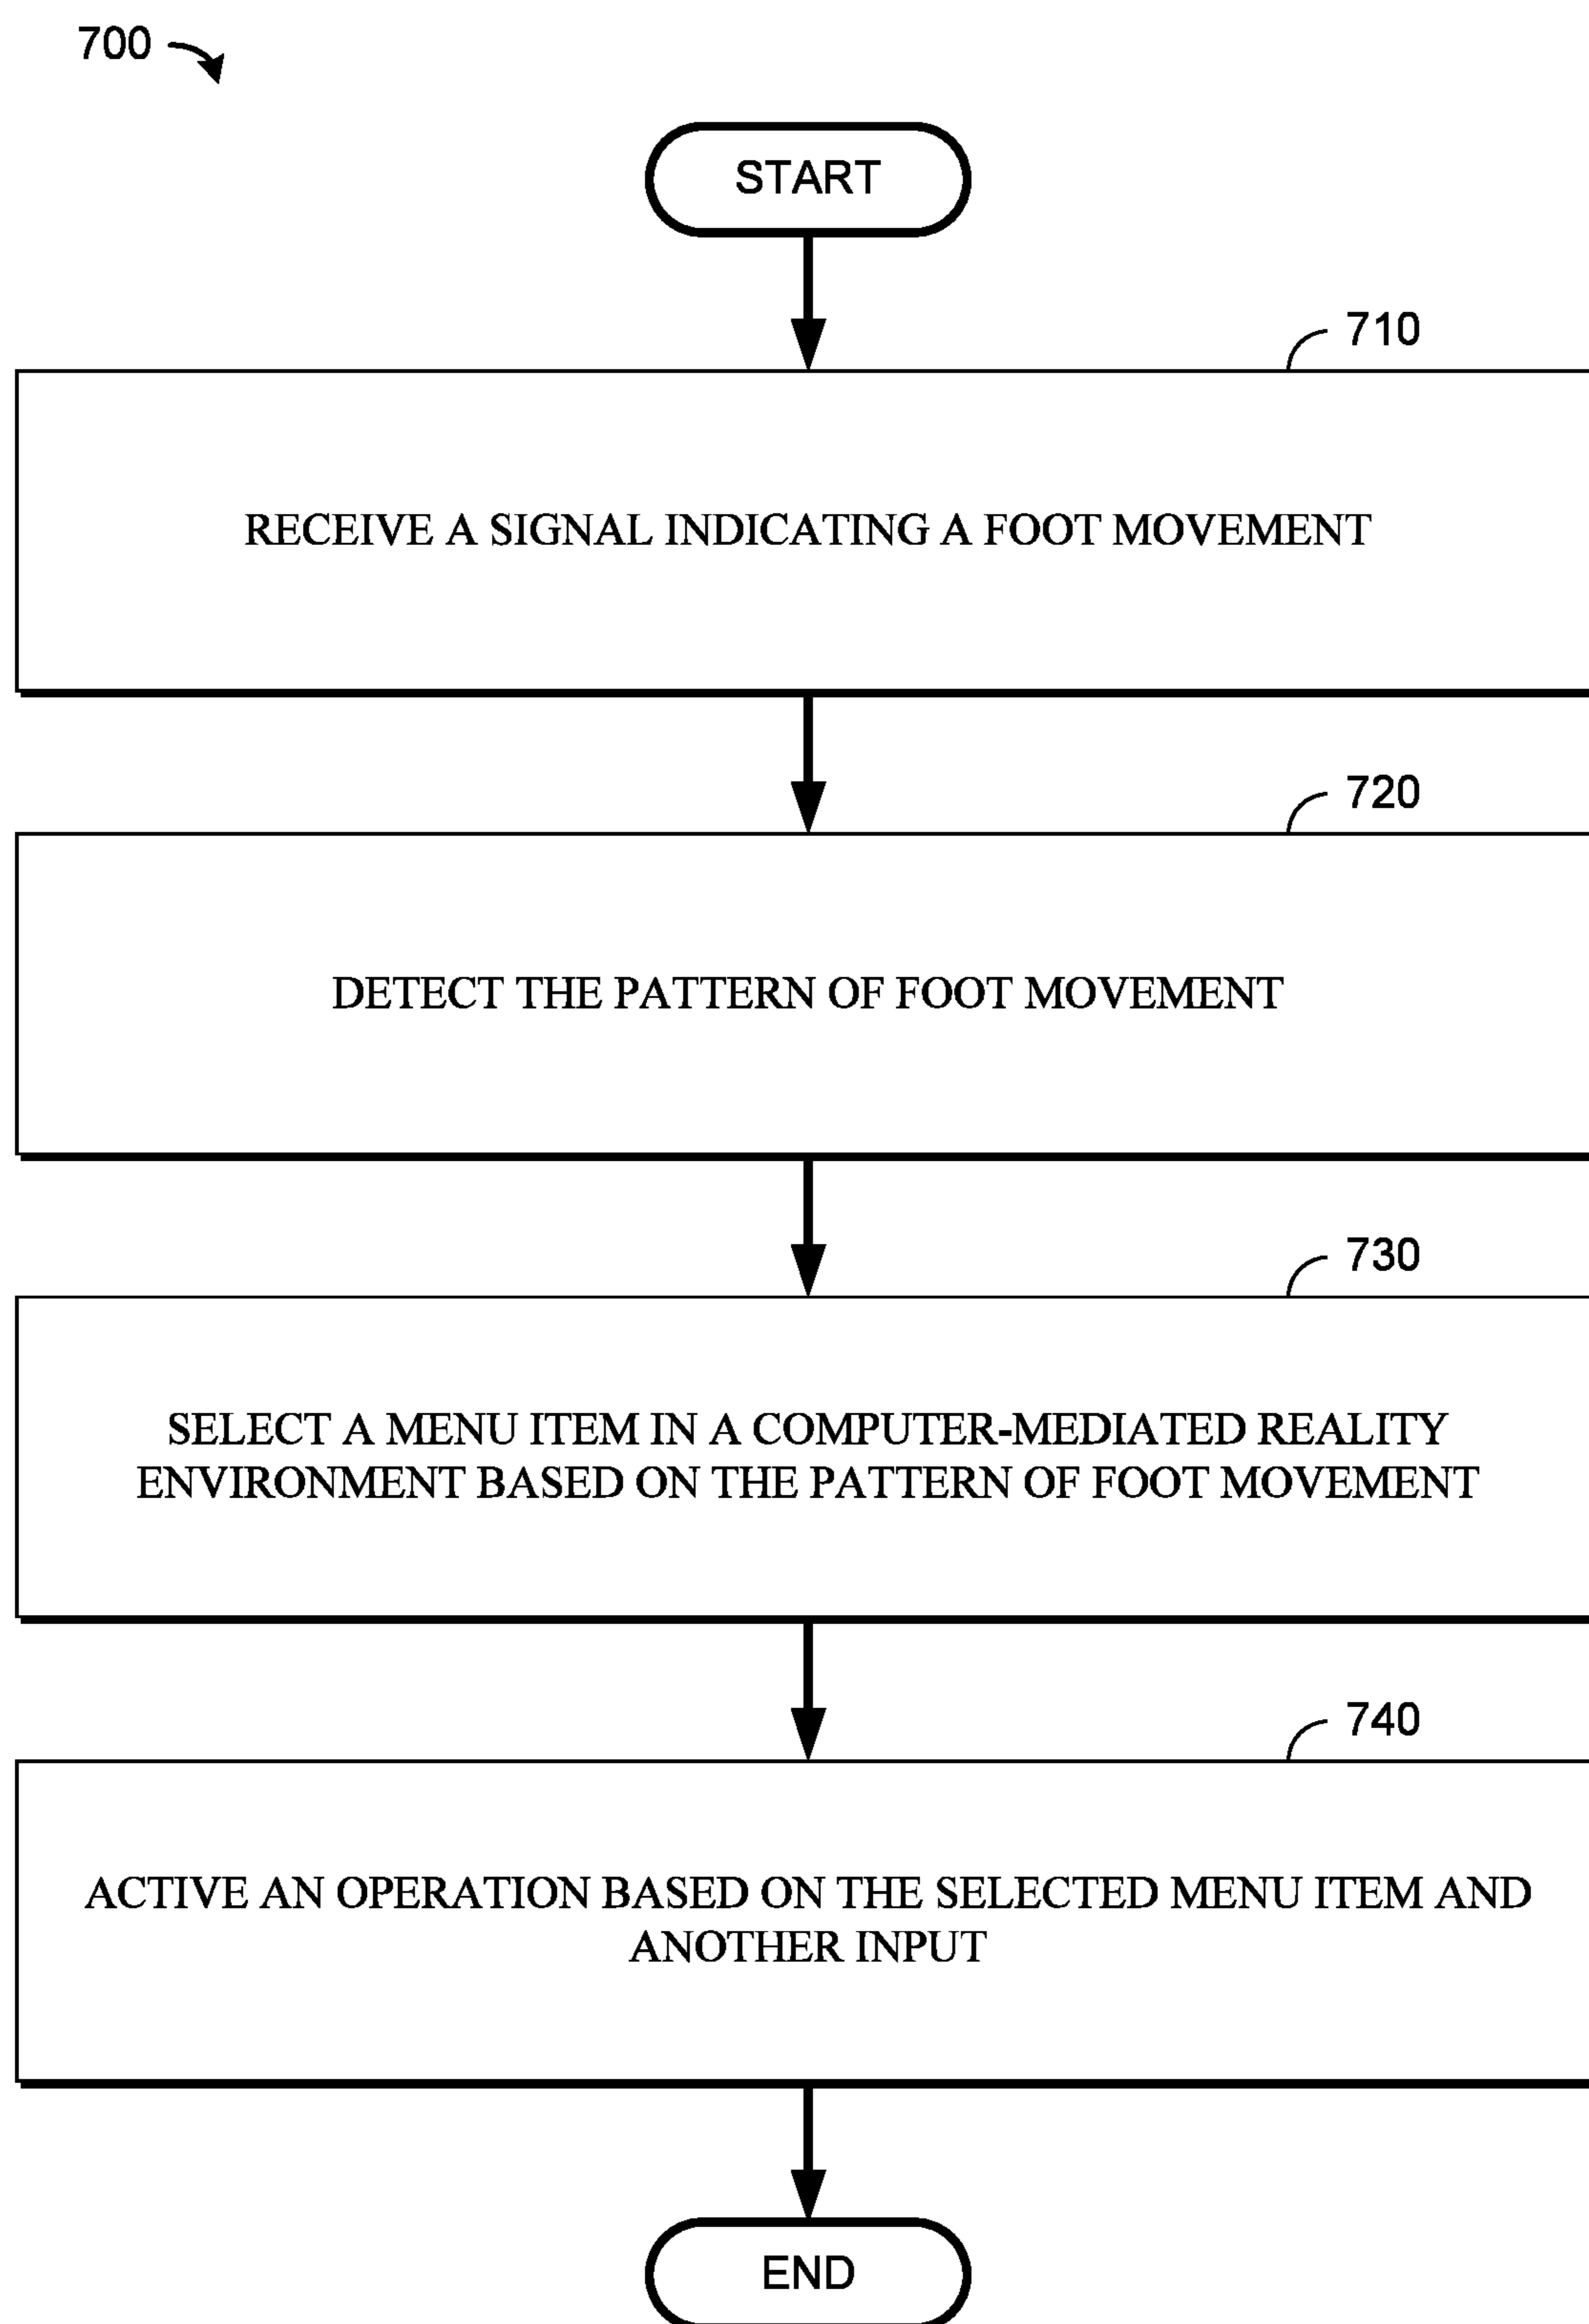 700
START
710
RECEIVE A SIGNAL INDICATING A FOOT MOVEMENT
720
DETECT THE PATTERN OF FOOT MOVEMENT
730
SELECT A MENU ITEM IN A COMPUTER-MEDIATED REALITY
ENVIRONMENT BASED ON THE PATTERN OF FOOT MOVEMENT
740
ACTIVE AN OPERATION BASED ON THE SELECTED MENU ITEM AND
ANOTHER INPUT
END